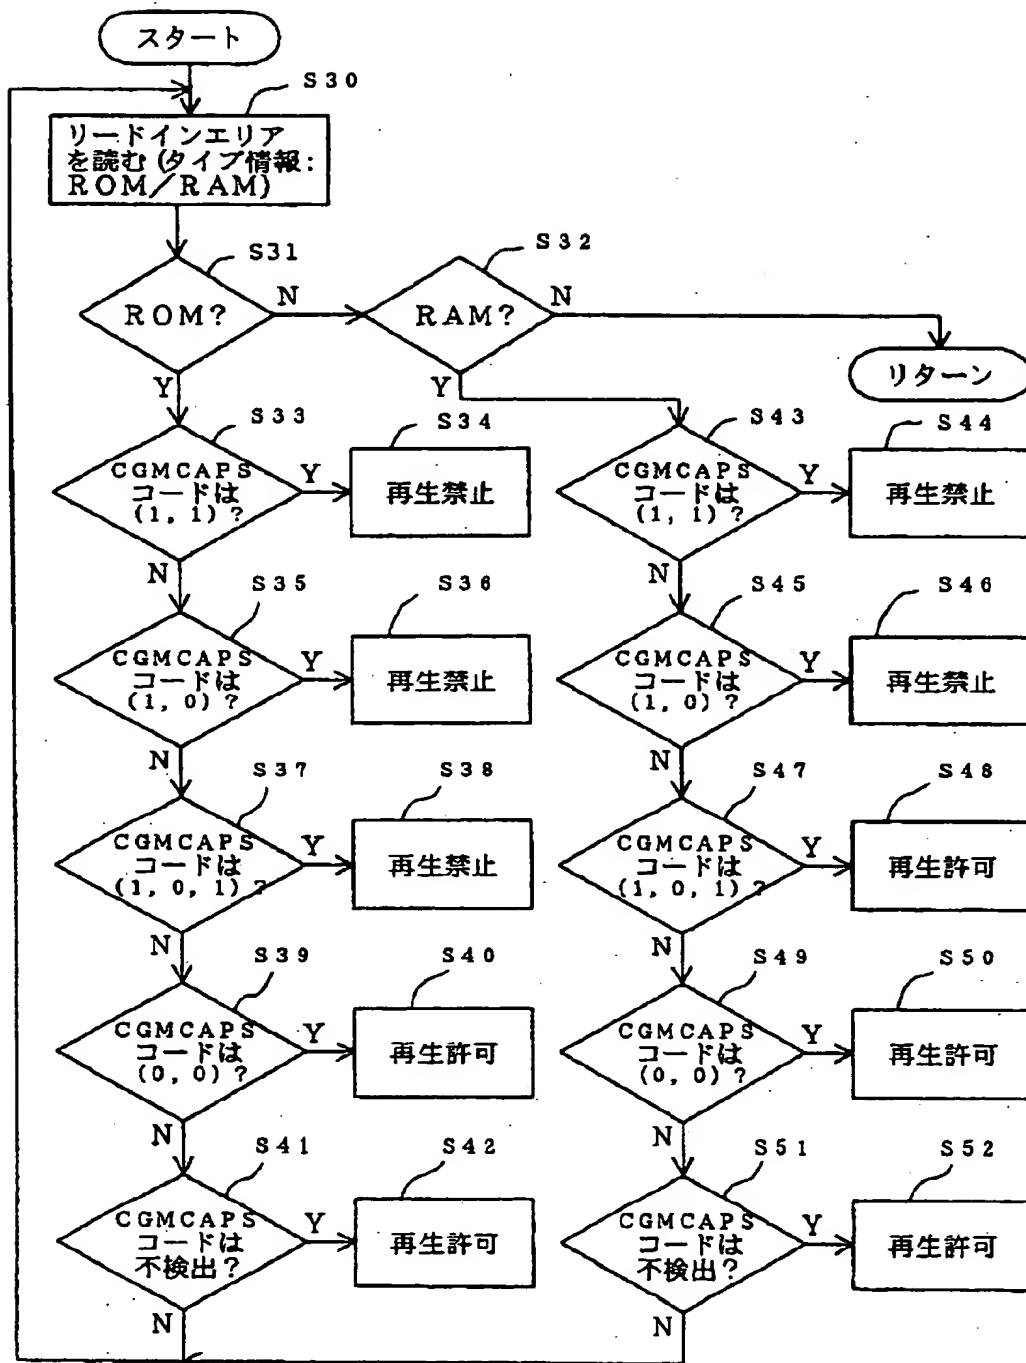 スタート
S30
リードインエリア
を読む(タイプ情報:
ROM/RAM)
S31
ROM?
N
Y
S32
RAM?
N
Y
リターン
S33
CGMCAPS
コードは
(1, 1)?
Y
N
S34
再生禁止
S43
CGMCAPS
コードは
(1, 1)?
Y
N
S44
再生禁止
S35
CGMCAPS
コードは
(1, 0)?
Y
N
S36
再生禁止
S45
CGMCAPS
コードは
(1, 0)?
Y
N
S46
再生禁止
S37
CGMCAPS
コードは
(1, 0, 1)?
Y
N
S38
再生禁止
S47
CGMCAPS
コードは
(1, 0, 1)?
Y
N
S48
再生許可
S39
CGMCAPS
コードは
(0, 0)?
Y
N
S40
再生許可
S49
CGMCAPS
コードは
(0, 0)?
Y
N
S50
再生許可
S41
CGMCAPS
コードは
不検出?
Y
N
S42
再生許可
S51
CGMCAPS
コードは
不検出?
Y
N
S52
再生許可